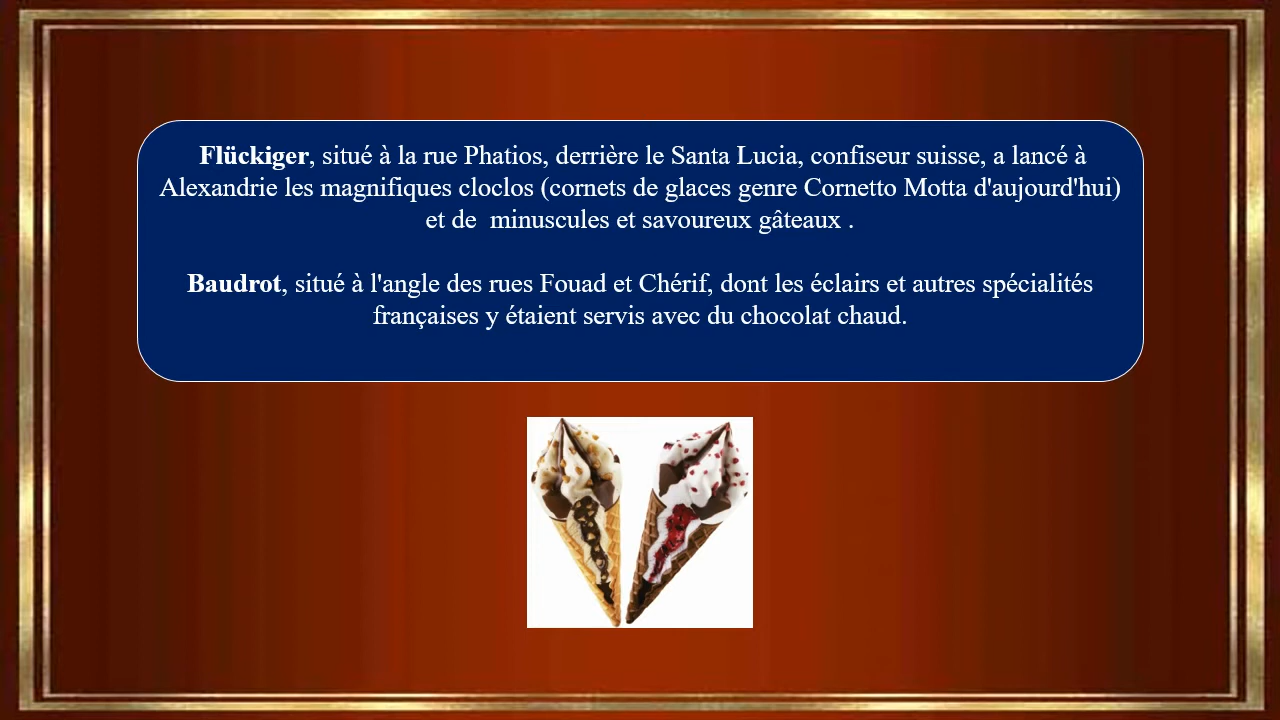 Flückiger, situé à la rue Phatios, derrière le Santa Lucia, confiseur suisse, a lancé à
Alexandrie les magnifiques cloclos (cornets de glaces genre Cornetto Motta d'aujourd'hui)
et de  minuscules et savoureux gâteaux .
Baudrot, situé à l'angle des rues Fouad et Chérif, dont les éclairs et autres spécialités
françaises y étaient servis avec du chocolat chaud.